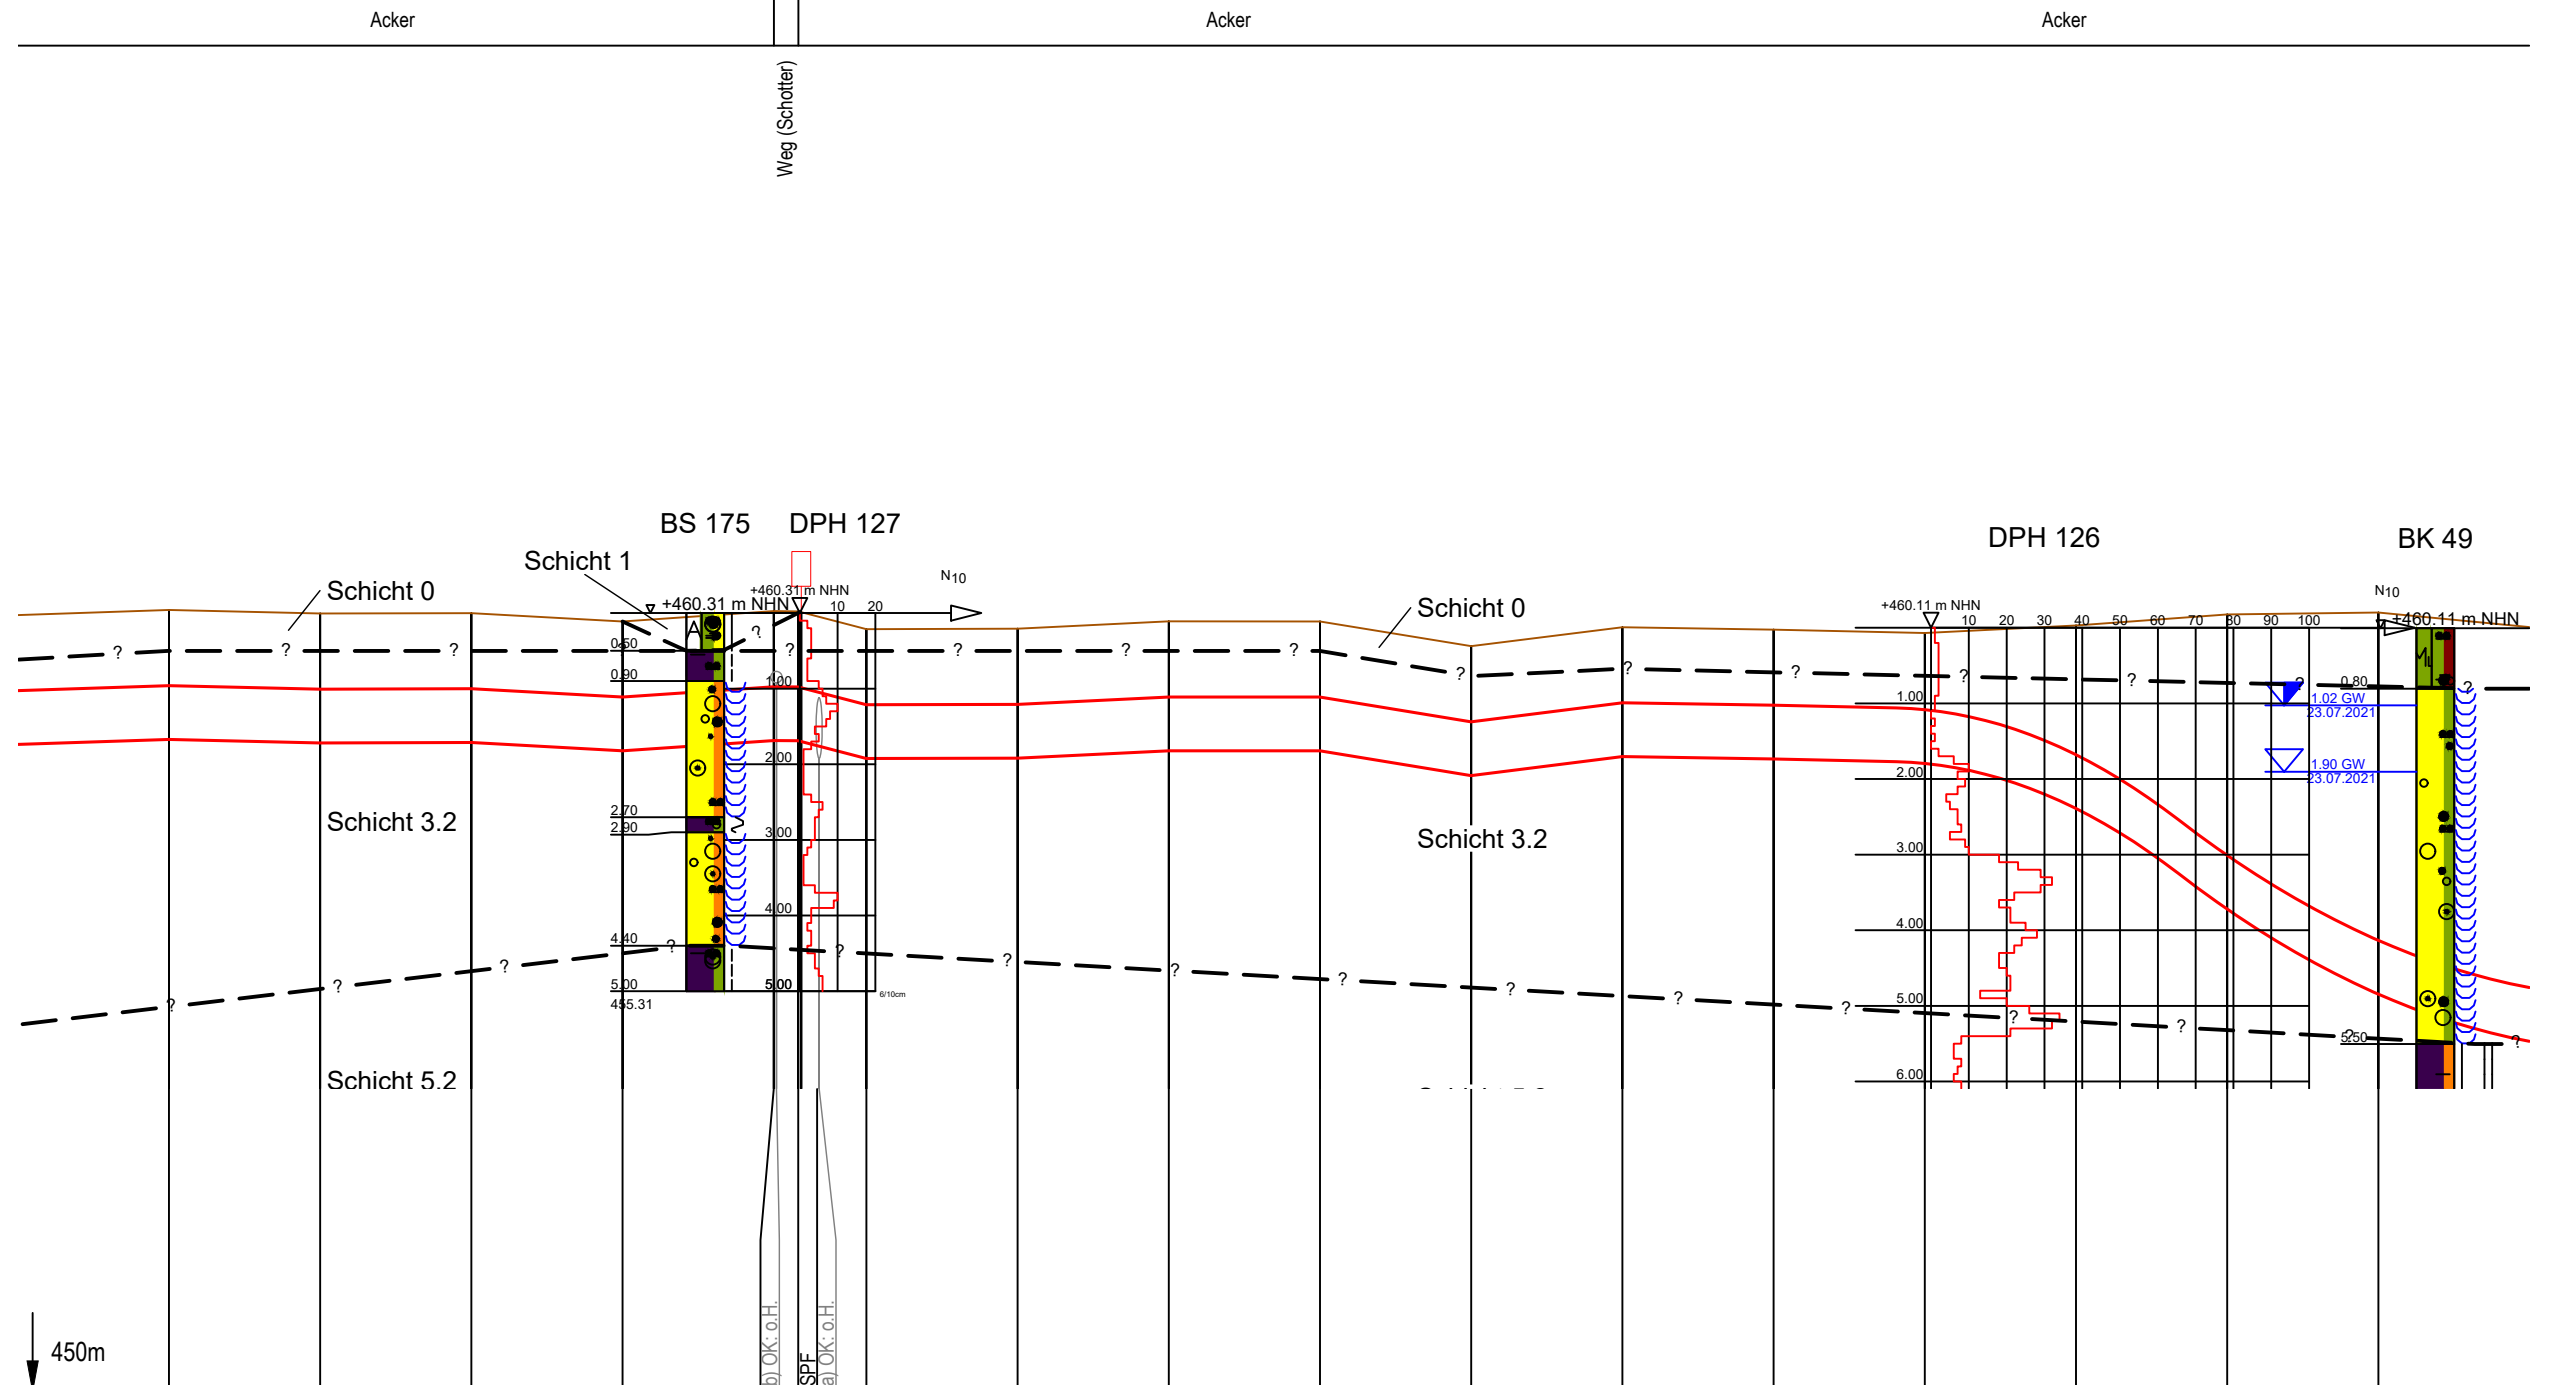 Acker
Acker
Acker
Weg (Schotter)
BS 175
DPH 127
DPH 126
BK 49
Schicht 1
Schicht 0
Schicht 0
+460.31 m NHN
+460.31 m NHN
N10
10 20
+460.11 m NHN
N10
+460.11 m NHN
10 20 30 40 50 60 70 80 90 100
A
0.50
0.90
2.70
2.90
4.40
5.00
455.31
1.00
2.00
3.00
4.00
5.00
6/10cm
? ? ? ? ? ? ? ? ? ? ? ? ? ? ?
1.00
2.00
3.00
4.00
5.00
6.00
0.80
1.02 GW
23.07.2021
1.90 GW
23.07.2021
5.50
Schicht 3.2
Schicht 3.2
? ? ? ? ? ? ? ? ? ? ? ? ? ?
Schicht 5.2
450m
b) OK: o.H.
SPF
a) OK: o.H.